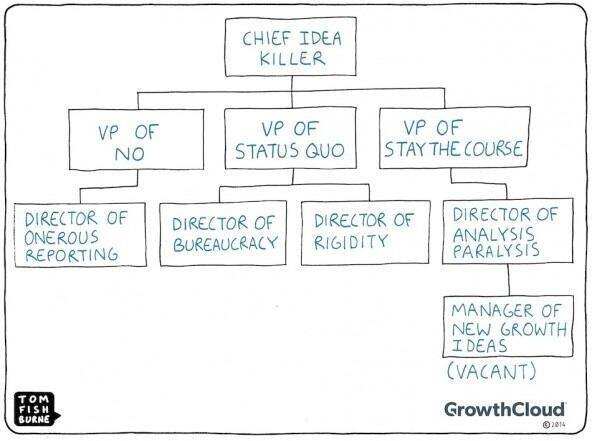 CHIEF IDEA
KILLER
VP OF
NO
VP OF
STATUS QUO
VP OF
STAY THE COURSE
DIRECTOR OF
ONEROUS
REPORTING
DIRECTOR OF
BUREAUCRACY
DIRECTOR OF
RIGIDITY
DIRECTOR OF
ANALYSIS
PARALYSIS
MANAGER OF
NEW GROWTH
IDEAS
(VACANT)
TOM
FISH
BURNE
GrowthCloud
© 2014